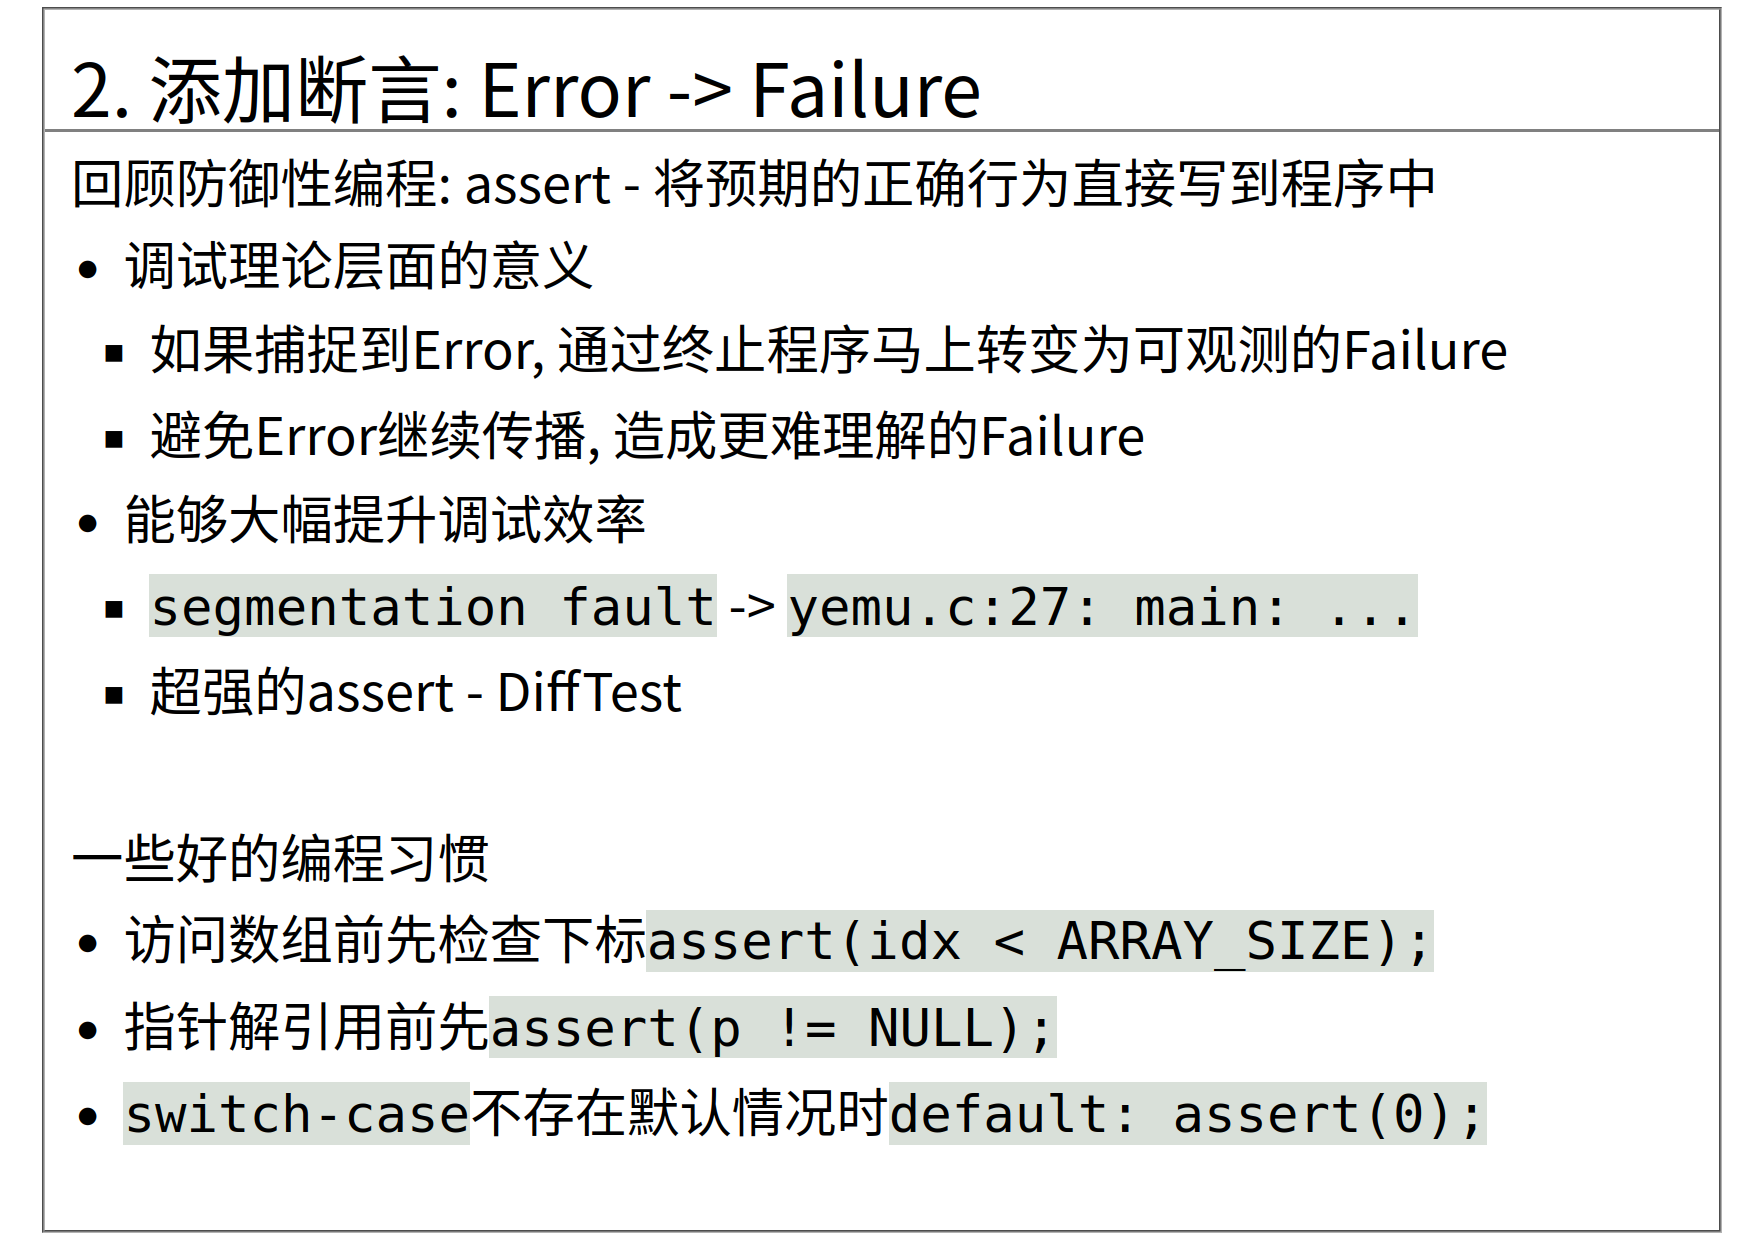 2. 添加断言: Error -> Failure
回顾防御性编程: assert - 将预期的正确行为直接写到程序中
• 调试理论层面的意义
▪ 如果捕捉到Error, 通过终止程序马上转变为可观测的Failure
▪ 避免Error继续传播, 造成更难理解的Failure
• 能够大幅提升调试效率
▪ segmentation fault -> yemu.c:27: main: ...
▪ 超强的assert - DiffTest
一些好的编程习惯
• 访问数组前先检查下标assert(idx < ARRAY_SIZE);
• 指针解引用前先assert(p != NULL);
• switch-case不存在默认情况时default: assert(0);